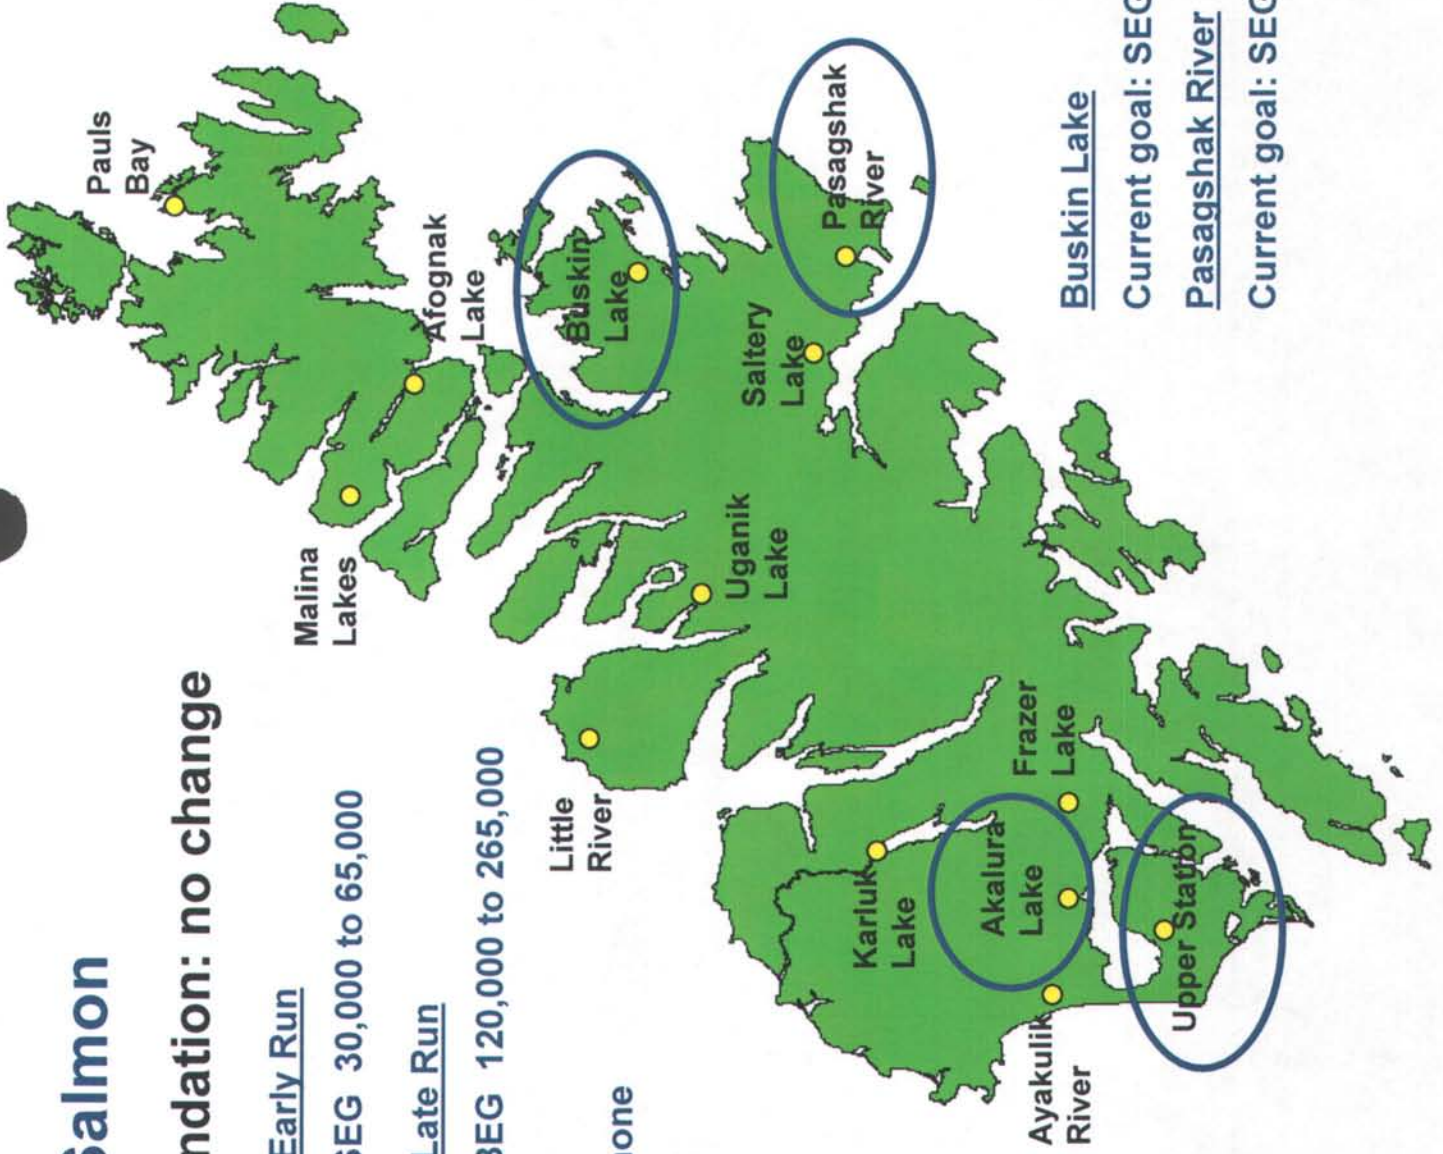 Salmon
ndation: no change
Early Run
SEG 30,000 to 65,000
Late Run
BEG 120,000 to 265,000
one
Pauls
Bay
Afognak
Lake
Malina
Lakes
Buskin
Lake
Pasagshak
River
Saltery
Lake
Uganik
Lake
Little
River
Frazer
Lake
Karluk
Lake
Akalura
Lake
Ayakulik
River
Upper Station
Buskin Lake
Current goal: SEG
Pasagshak River
Current goal: SEG